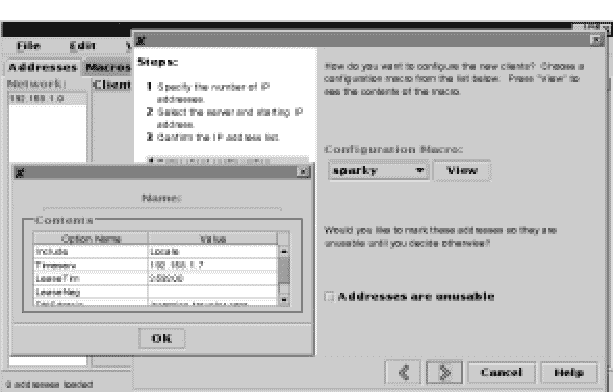 File Edit
Addresses Macros
Network:
Client
192.168.1.0
Steps:
1 Specify the number of IP
addresses.
2 Select the server and starting IP
address.
3 Confirm the IP address list.
4
How do you want to configure the new clients? Choose a
configuration macro from the list below. Press "View" to
see the contents of the macro.
Configuration Macro:
sparky View
Would you like to mark these addresses so they are
unusable until you decide otherwise?
Addresses are unusable
Name:
Contents
Option Name Value
Include Locale
Timeserv 192.168.1.7
LeaseTim
LeaseNeg
OK
Cancel Help
0 addresses loaded